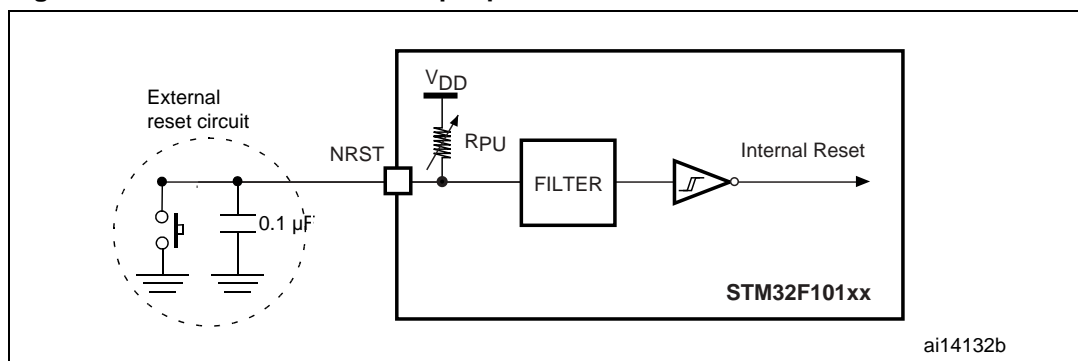 External
reset circuit
VDD
RPU
NRST
Internal Reset
FILTER
0.1 µF
STM32F101xx
ai14132b